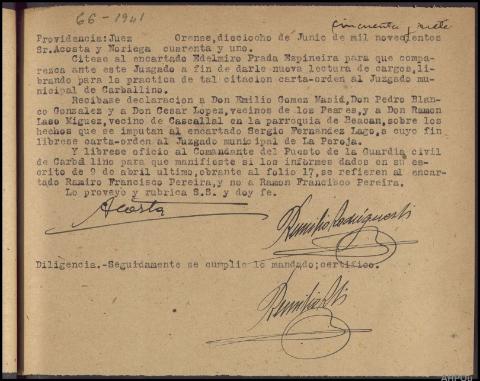 66-1941
cincuenta y siete
Providencia:Juez Orense,dieciocho de Junio de mil novecientos
Sr.Acosta y Noriega cuarenta y uno.
Citese al encartado Edelmiro Prada Espineira para que compa-
rezca ante este Juzgado a fin de darle nueva lectura de cargos,li-
brando para la practica de tal citacion carta-orden al Juzgado mu-
nicipal de Carballino.
Recibase declaracion a Don Emilio Gomez Vasid, Don Pedro Blan-
co Gonzalez y a Don Cesar Lopez, vecinos de los Peares, y a Don Ramon
Laso Miguez, vecino de Cascallal en la parroquia de Beacan, sobre los
hechos que se imputan al encartado Sergio Fernandez Lago, a cuyo fin
librese carta-orden al Juzgado municipal de La Peroja.
Y librese oficio al Comandante del Puesto de la Guardia civil
de Carballino para que manifieste si los informes dados en su es-
crito de 9 de abril ultimo, obrante al folio 17, se refieren al encar-
tado Ramiro Francisco Pereira, y no a Ramon Francisco Pereira.
Lo proveyo y rubrica S.S. y doy fe.
Acosta
Diligencia.-Seguidamente se cumplio lo mandado;certifico.
AHPOU